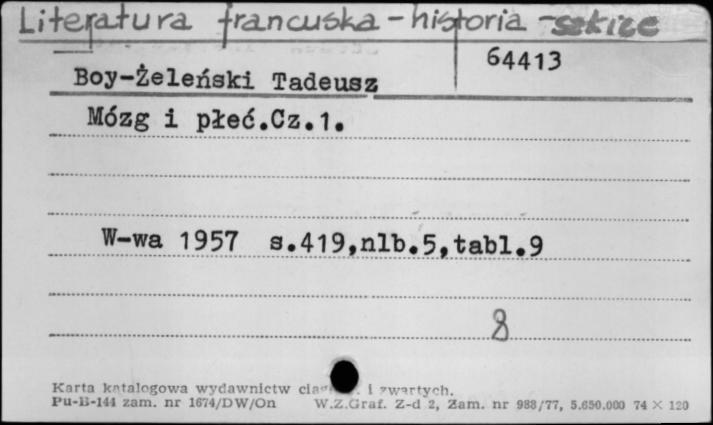 Literatura francuska - historia - szkice
64413
Boy-Żeleński Tadeusz
Mózg i płeć.Cz.1.
W-wa 1957 s.419,nlb.5,tabl.9
8
Karta katalogowa wydawnictw i zwartych.
Pu-B-144 zam. nr 1674/DW/On W.Z.Graf. Z-d 2, Zam. nr 988/77, 5.650.000 74 × 120